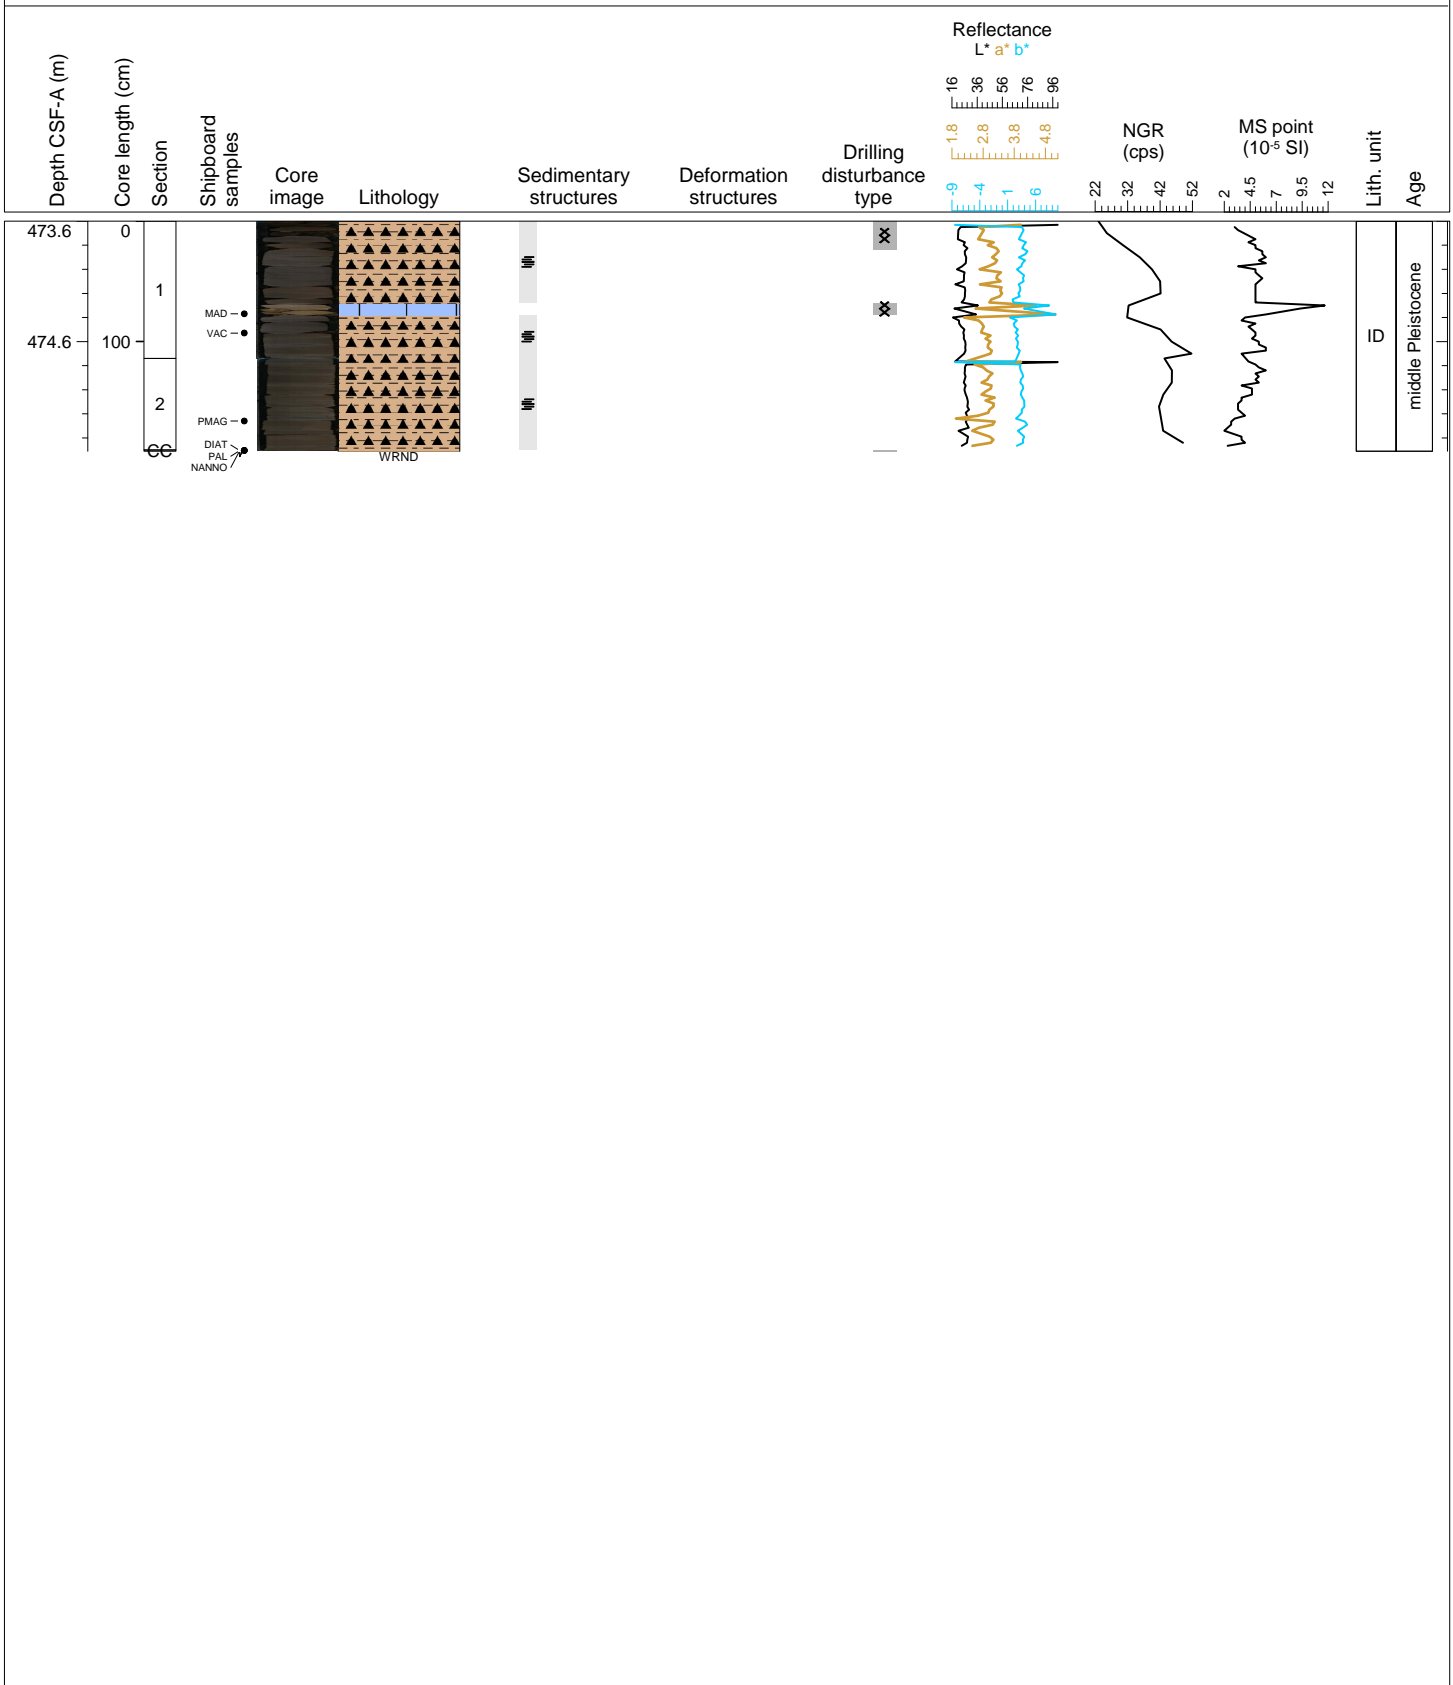 Depth CSF-A (m)
Core length (cm)
Section
Shipboard
samples
Core
image
Lithology
Sedimentary
structures
Deformation
structures
Drilling
disturbance
type
Reflectance
L* a* b*
16 36 56 76 96
1.8 2.8 3.8 4.8
-9 -4 1 6
NGR
(cps)
22 32 42 52
MS point
(10-5 SI)
2 4.5 7 9.5 12
Lith. unit
Age
473.6
0
1
MAD
VAC
474.6
100
2
PMAG
DIAT
CC
PAL
NANNO
WRND
ID
middle Pleistocene